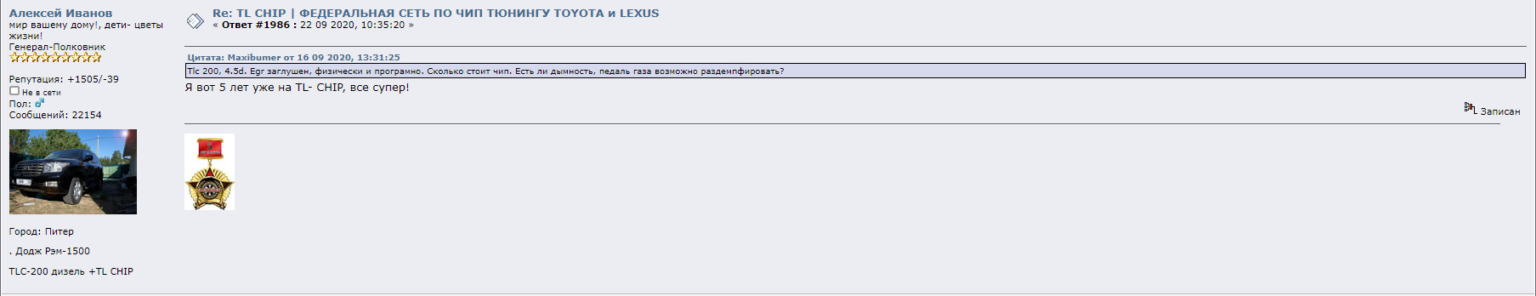 Алексей Иванов
мир вашему дому!, дети- цветы
жизни!
Генерал-Полковник
Репутация: +1505/-39
Не в сети
Пол:
Сообщений: 22154
Город: Питер
. Додж Рэм-1500
TLC-200 дизель +TL CHIP
Re: TL CHIP | ФЕДЕРАЛЬНАЯ СЕТЬ ПО ЧИП ТЮНИНГУ TOYOTA и LEXUS
« Ответ #1986 : 22 09 2020, 10:35:20 »
Цитата: Maxibumer от 16 09 2020, 13:31:25
Tlc 200, 4.5d. Egr заглушен, физически и програмно. Сколько стоит чип. Есть ли дымность, педаль газа возможно раздемпфировать?
Я вот 5 лет уже на TL- CHIP, все супер!
Записан